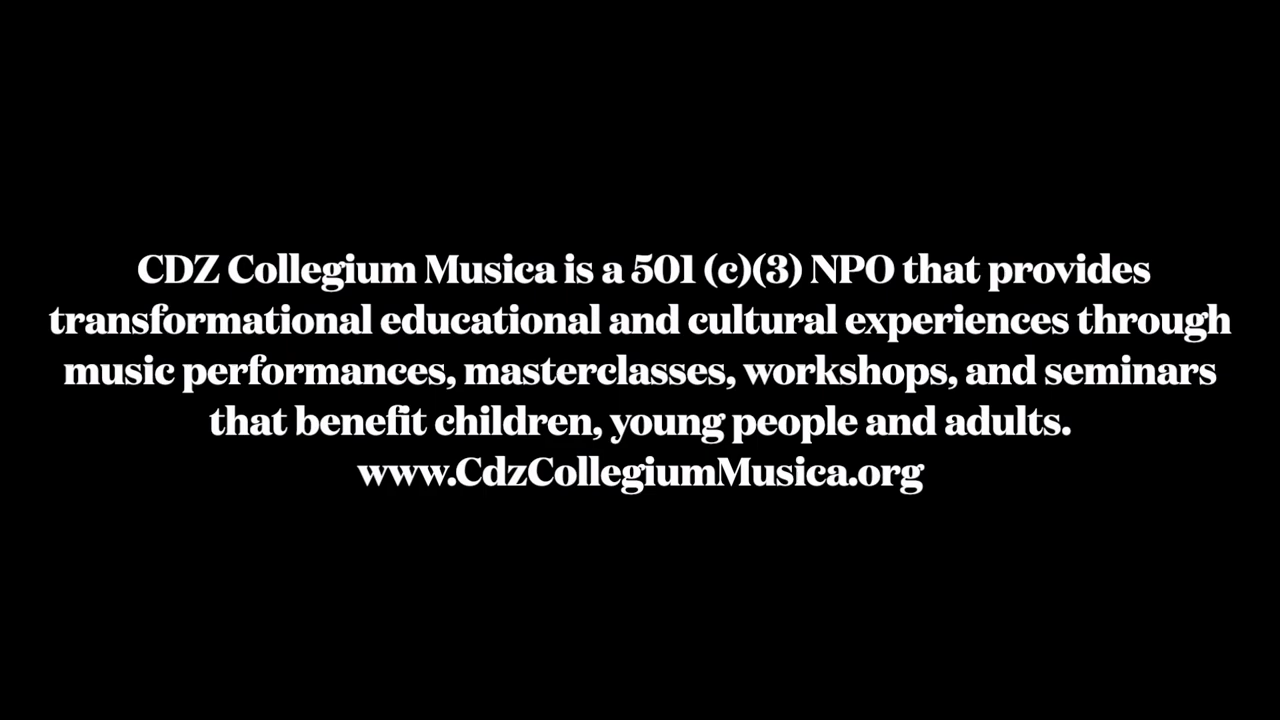 CDZ Collegium Musica is a 501 (c)(3) NPO that provides
transformational educational and cultural experiences through
music performances, masterclasses, workshops, and seminars
that benefit children, young people and adults.
www.CdzCollegiumMusica.org